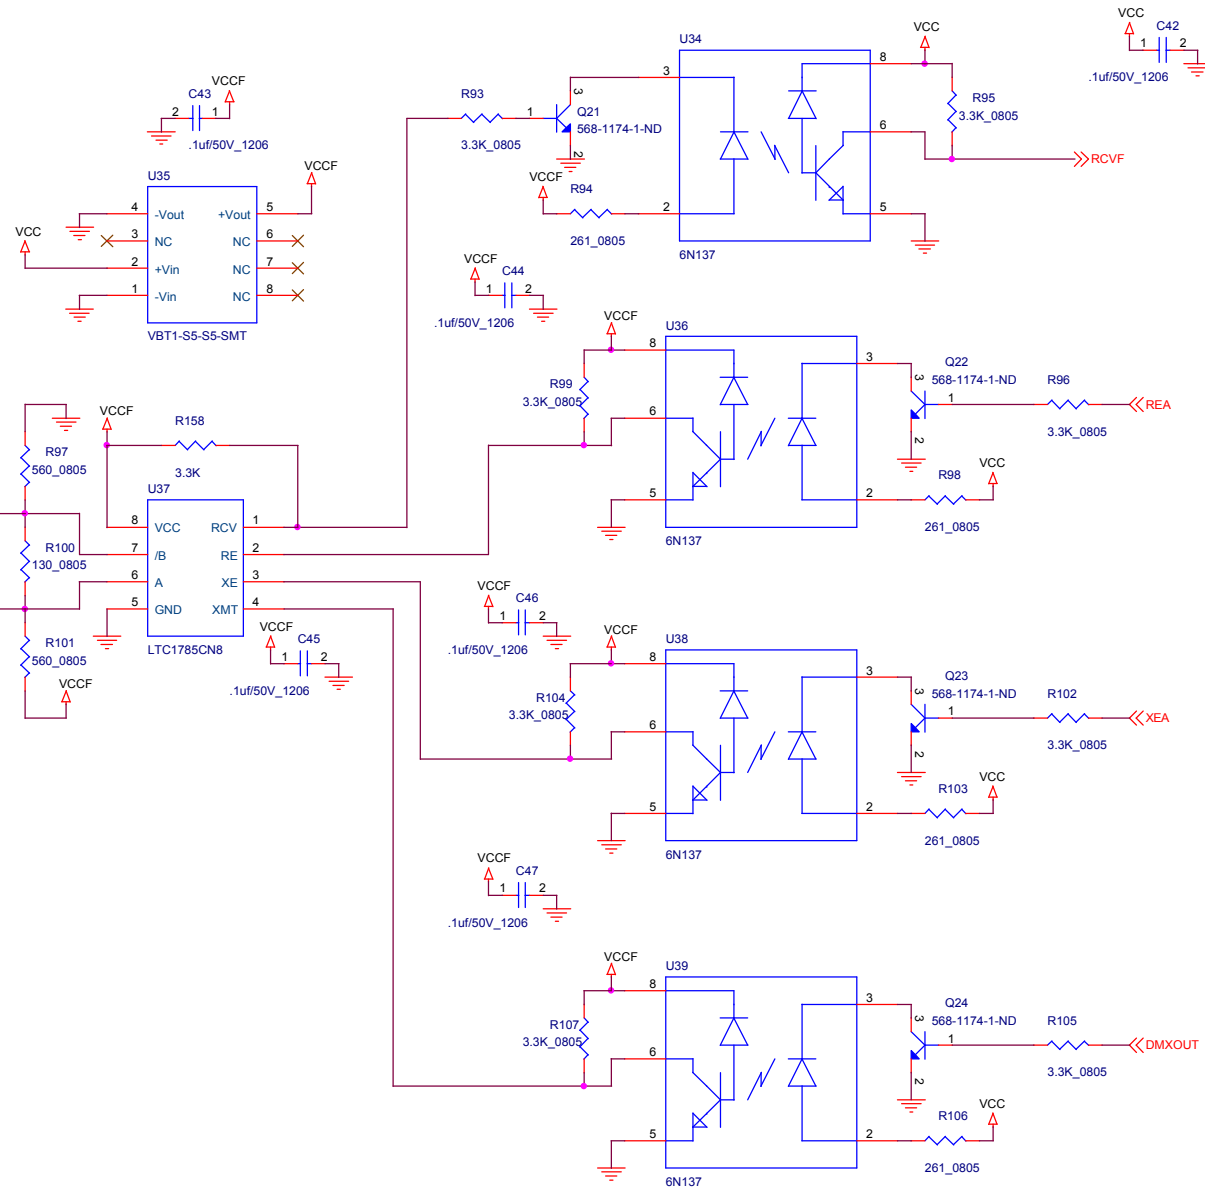 VCC
C42
1
2
.1uf/50V_1206
U34
VCC
8
3
R95
3.3K_0805
6
RCVF
5
2
6N137
R93
1
3.3K_0805
3
Q21
568-1174-1-ND
2
VCCF
R94
261_0805
C43
VCCF
2
1
.1uf/50V_1206
U35
VCCF
4
-Vout
+Vout
5
VCC
3
NC
NC
6
2
+Vin
NC
7
1
-Vin
NC
8
VBT1-S5-S5-SMT
VCCF
C44
1
2
.1uf/50V_1206
VCCF
U36
8
3
Q22
3
568-1174-1-ND
R96
1
REA
3.3K_0805
2
R99
3.3K_0805
6
R98
VCC
5
2
261_0805
6N137
R97
560_0805
VCCF
R158
3.3K
U37
8
VCC
RCV
1
R100
130_0805
7
/B
RE
2
6
A
XE
3
5
GND
XMT
4
LTC1785CN8
R101
560_0805
VCCF
VCCF
C45
1
2
.1uf/50V_1206
VCCF
C46
1
2
.1uf/50V_1206
VCCF
U38
8
3
Q23
3
568-1174-1-ND
R102
1
XEA
3.3K_0805
2
R104
3.3K_0805
6
R103
VCC
5
2
261_0805
6N137
VCCF
C47
1
2
.1uf/50V_1206
VCCF
U39
8
3
Q24
3
568-1174-1-ND
R105
1
DMXOUT
3.3K_0805
2
R107
3.3K_0805
6
R106
VCC
5
2
261_0805
6N137